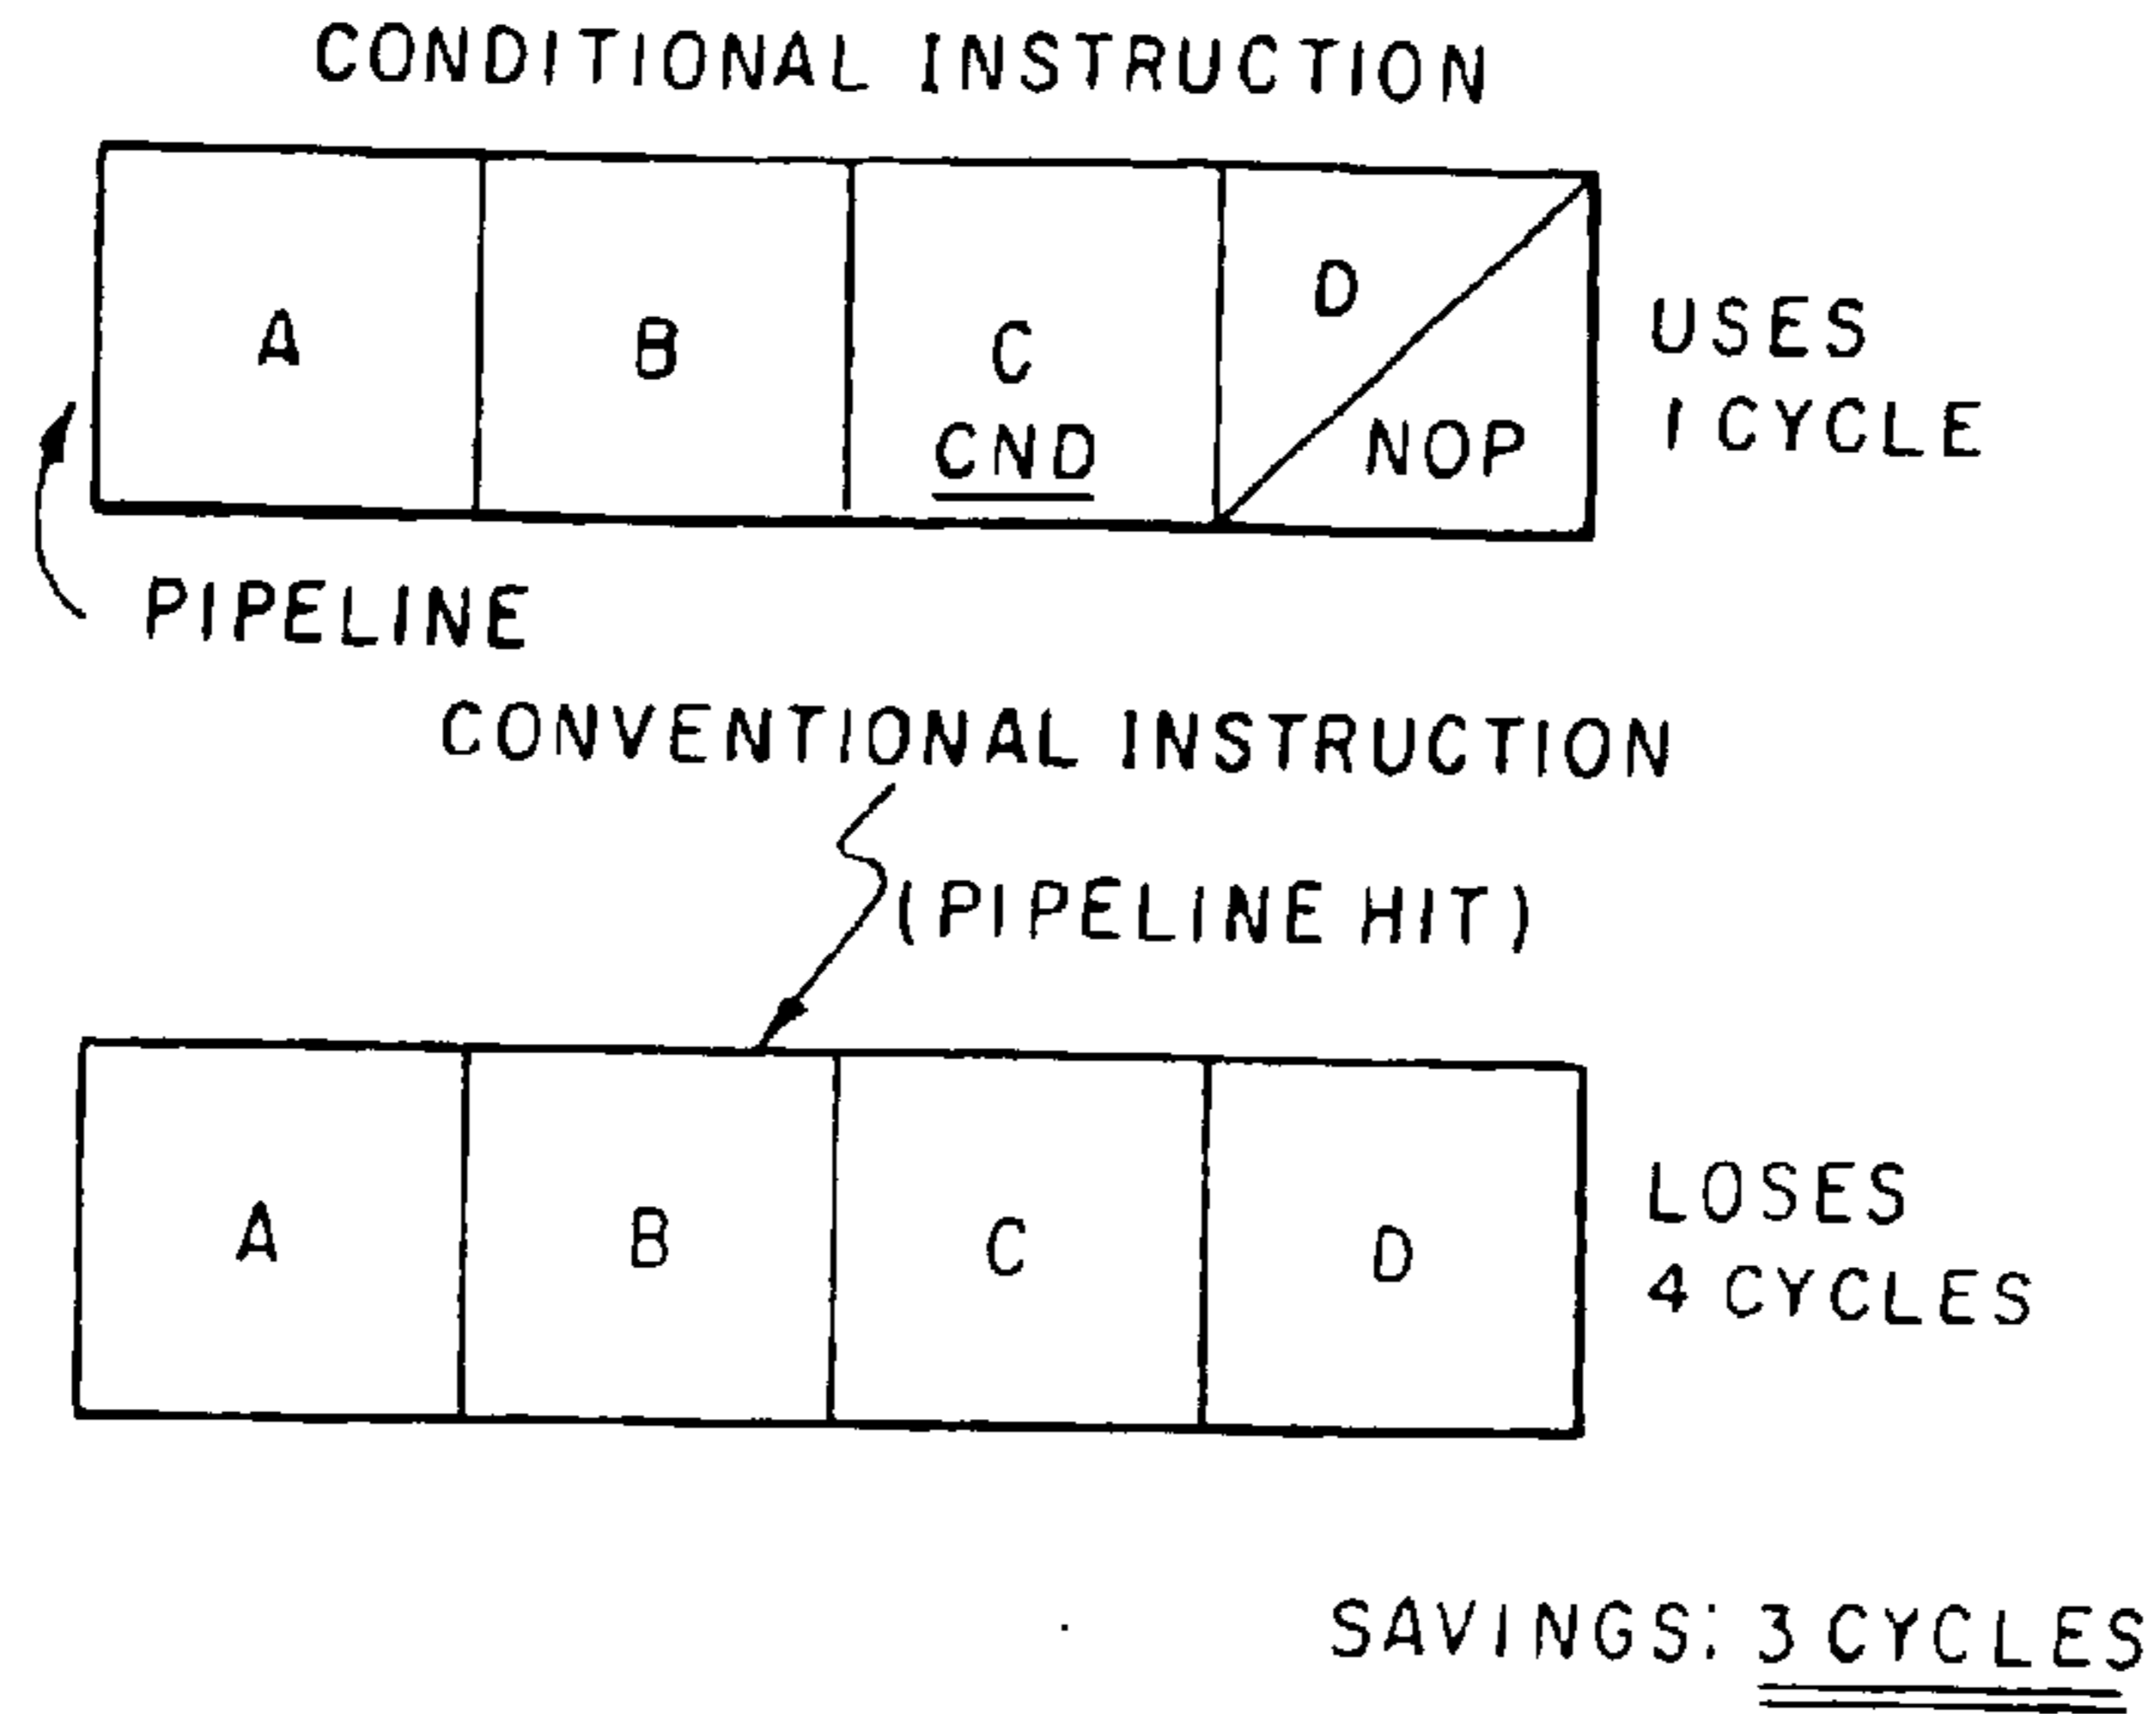 CONDITIONAL INSTRUCTION
A
B
C
CND
D
NOP
USES
1 CYCLE
PIPELINE
CONVENTIONAL INSTRUCTION
(PIPELINE HIT)
A
B
C
D
LOSES
4 CYCLES
SAVINGS: 3 CYCLES